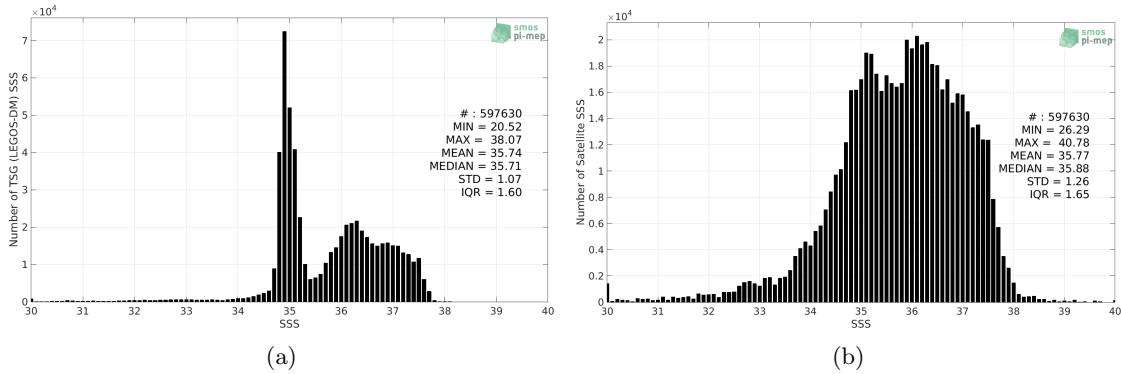 ×10⁴
smos
pi-mep
7
6
5
4
3
2
1
0
Number of TSG (LEGOS-DM) SSS
# : 597630
MIN = 20.52
MAX = 38.07
MEAN = 35.74
MEDIAN = 35.71
STD = 1.07
IQR = 1.60
30 31 32 33 34 35 36 37 38 39 40
SSS
(a)
×10⁴
smos
pi-mep
2
1.8
1.6
1.4
1.2
1
0.8
0.6
0.4
0.2
0
Number of Satellite SSS
# : 597630
MIN = 26.29
MAX = 40.78
MEAN = 35.77
MEDIAN = 35.88
STD = 1.26
IQR = 1.65
30 31 32 33 34 35 36 37 38 39 40
SSS
(b)